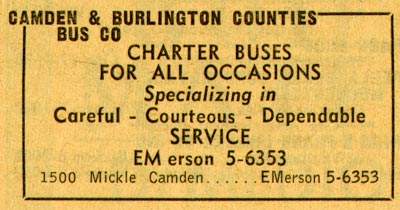 CAMDEN & BURLINGTON COUNTIES
BUS CO
CHARTER BUSES
FOR ALL OCCASIONS
Specializing in
Careful - Courteous - Dependable
SERVICE
EM erson 5-6353
1500 Mickle Camden......EMerson 5-6353